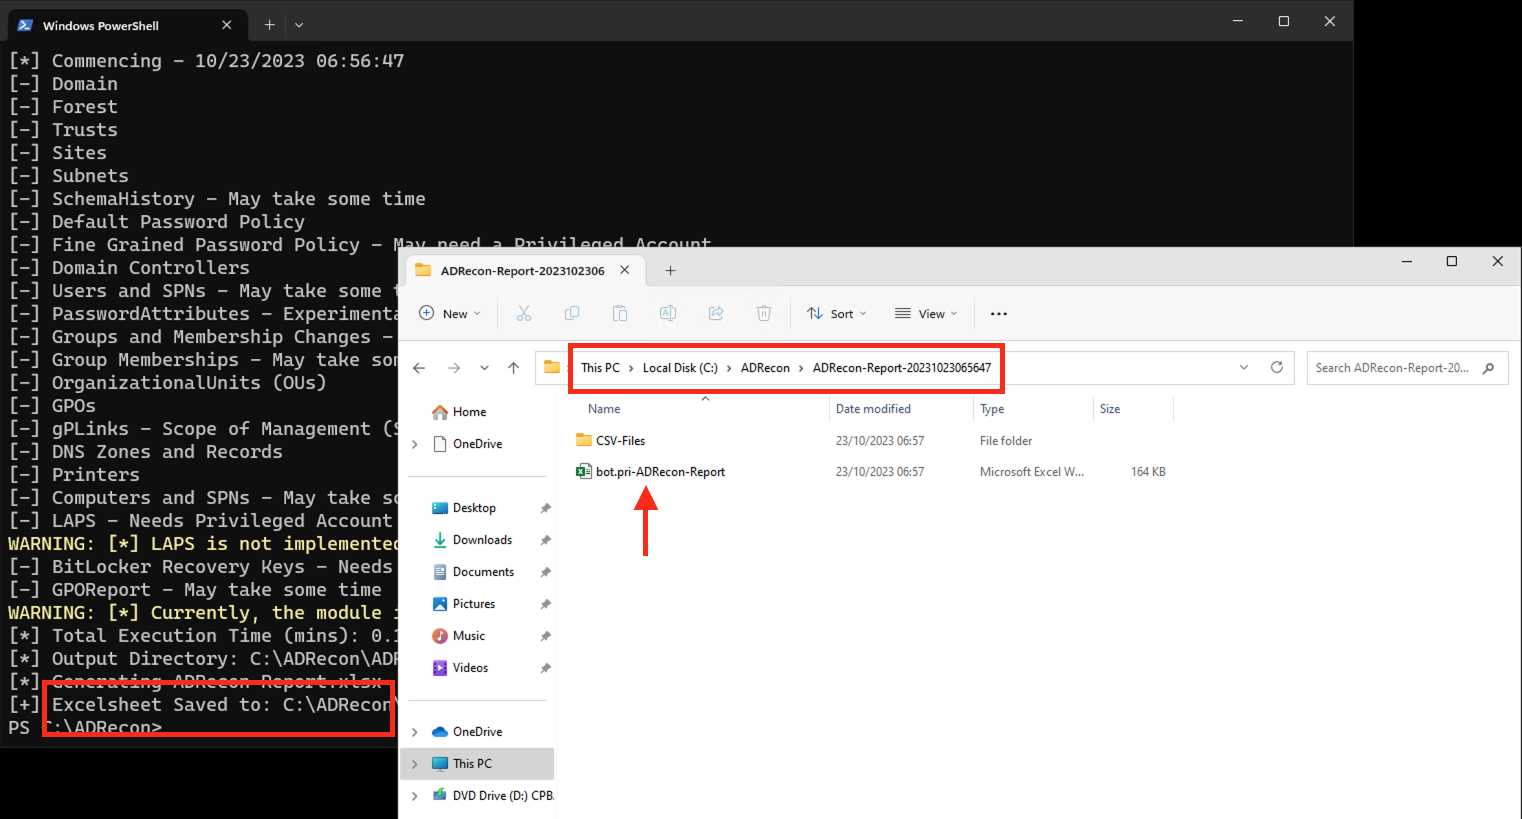 Windows PowerShell
[*] Commencing - 10/23/2023 06:56:47
[-] Domain
[-] Forest
[-] Trusts
[-] Sites
[-] Subnets
[-] SchemaHistory - May take some time
[-] Default Password Policy
[-] Fine Grained Password Policy - May need a Privileged Account
[-] Domain Controllers
[-] Users and SPNs - May take some
[-] PasswordAttributes - Experimenta
[-] Groups and Membership Changes -
[-] Group Memberships - May take som
[-] OrganizationalUnits (OUs)
[-] GPOs
[-] gPLinks - Scope of Management (S
[-] DNS Zones and Records
[-] Printers
[-] Computers and SPNs - May take so
[-] LAPS - Needs Privileged Account
WARNING: [*] LAPS is not implemented
[-] BitLocker Recovery Keys - Needs
[-] GPOReport - May take some time
WARNING: [*] Currently, the module i
[*] Total Execution Time (mins): 0.1
[*] Output Directory: C:\ADRecon\ADR
[*] Generating ADRecon-Report.xlsx
[+] Excelsheet Saved to: C:\ADRecon\
PS C:\ADRecon>
ADRecon-Report-2023102306
New
Sort
View
This PC > Local Disk (C:) > ADRecon > ADRecon-Report-20231023065647
Search ADRecon-Report-20...
Name Date modified Type Size
CSV-Files 23/10/2023 06:57 File folder
bot.pri-ADRecon-Report 23/10/2023 06:57 Microsoft Excel W... 164 KB
Home
OneDrive
Desktop
Downloads
Documents
Pictures
Music
Videos
OneDrive
This PC
DVD Drive (D:) CPB